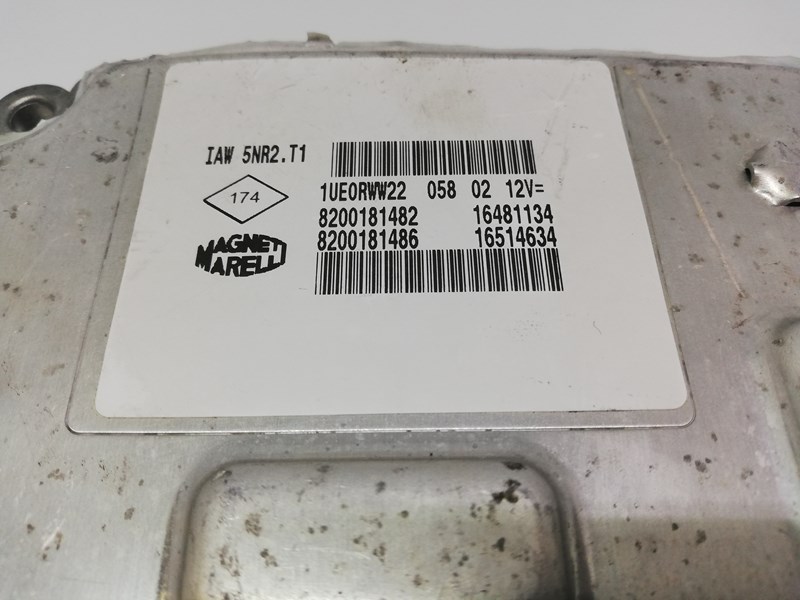 IAW 5NR2.T1
174
1UE0RWW22 058 02 12V=
8200181482 16481134
8200181486 16514634
MAGNETI
MARELLI